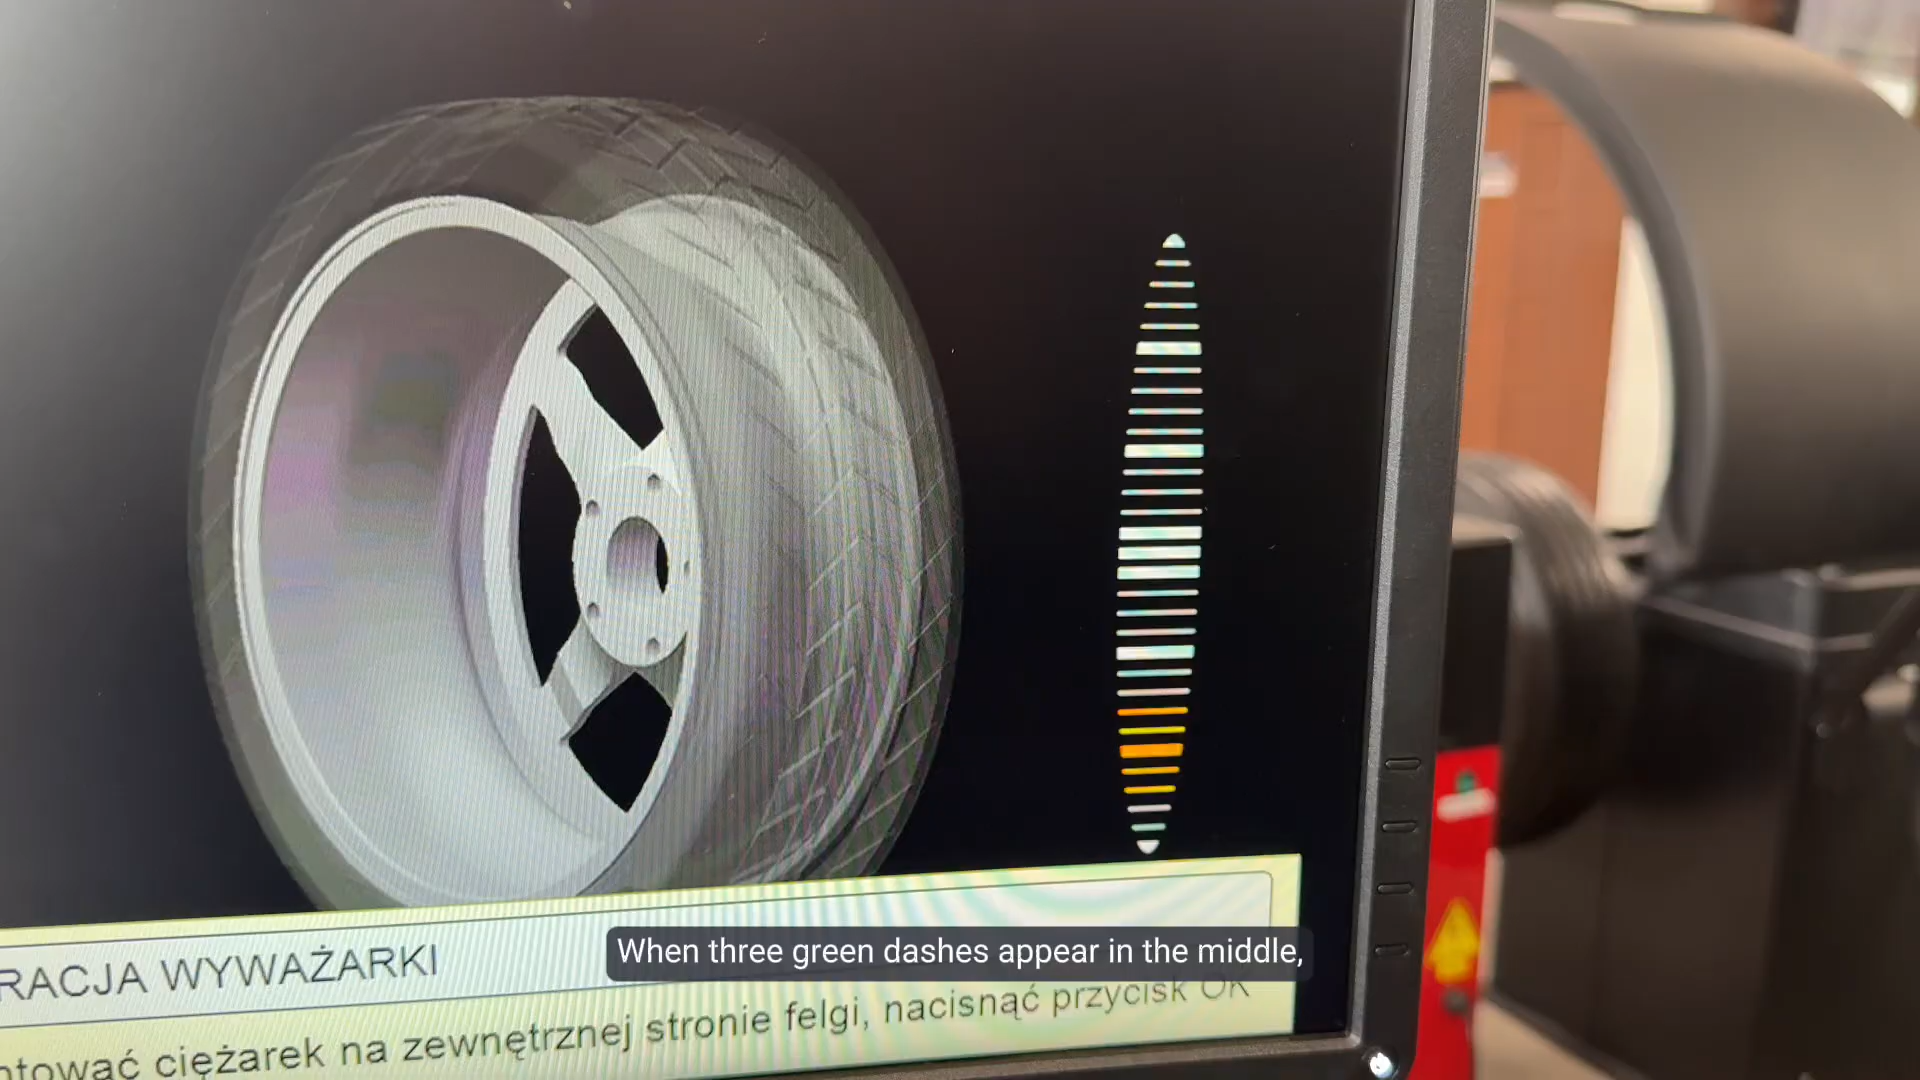 RACJA WYWAŻARKI
When three green dashes appear in the middle,
ntować ciężarek na zewnętrznej stronie felgi, nacisnąć przycisk OK